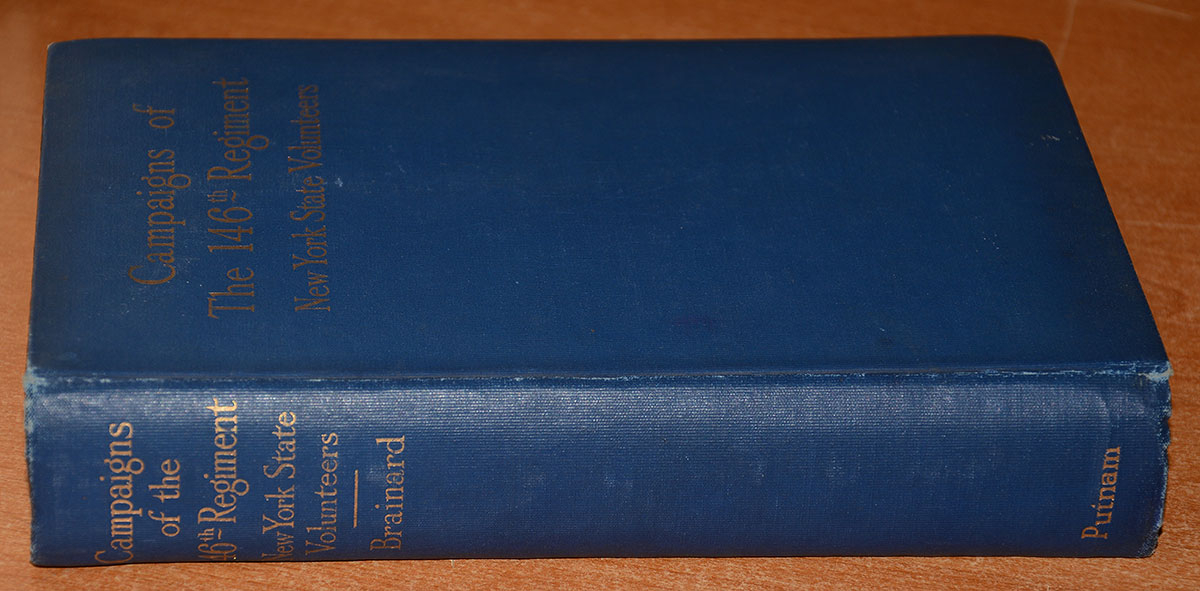 Campaigns of
The 146th Regiment
New York State Volunteers
Campaigns
of the
46th Regiment
New York State
Volunteers
Brainard
Putnam